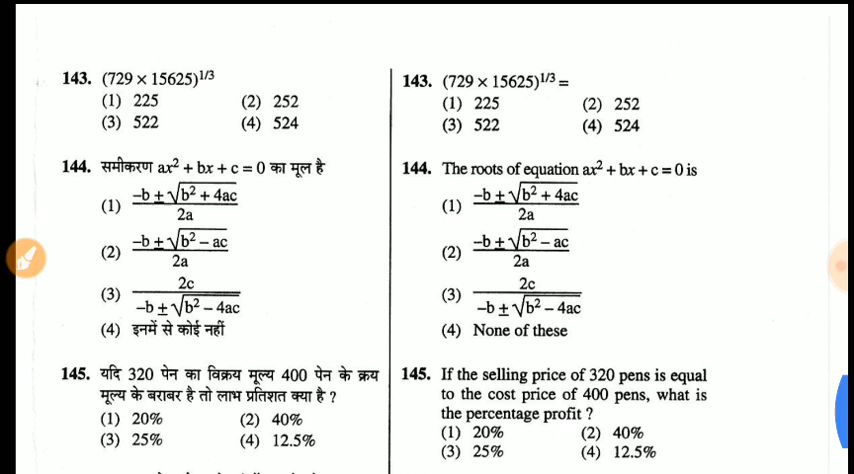 143. (729 × 15625)^1/3
(1) 225 (2) 252
(3) 522 (4) 524
144. समीकरण ax² + bx + c = 0 का मूल है
(1) (–b ± √(b² + 4ac)) / 2a
(2) (–b ± √(b² – ac)) / 2a
(3) 2c / (–b ± √(b² – 4ac))
(4) इनमें से कोई नहीं
145. यदि 320 पेन का विक्रय मूल्य 400 पेन के क्रय
मूल्य के बराबर है तो लाभ प्रतिशत क्या है ?
(1) 20% (2) 40%
(3) 25% (4) 12.5%
143. (729 × 15625)^1/3 =
(1) 225 (2) 252
(3) 522 (4) 524
144. The roots of equation ax² + bx + c = 0 is
(1) (–b ± √(b² + 4ac)) / 2a
(2) (–b ± √(b² – ac)) / 2a
(3) 2c / (–b ± √(b² – 4ac))
(4) None of these
145. If the selling price of 320 pens is equal
to the cost price of 400 pens, what is
the percentage profit ?
(1) 20% (2) 40%
(3) 25% (4) 12.5%